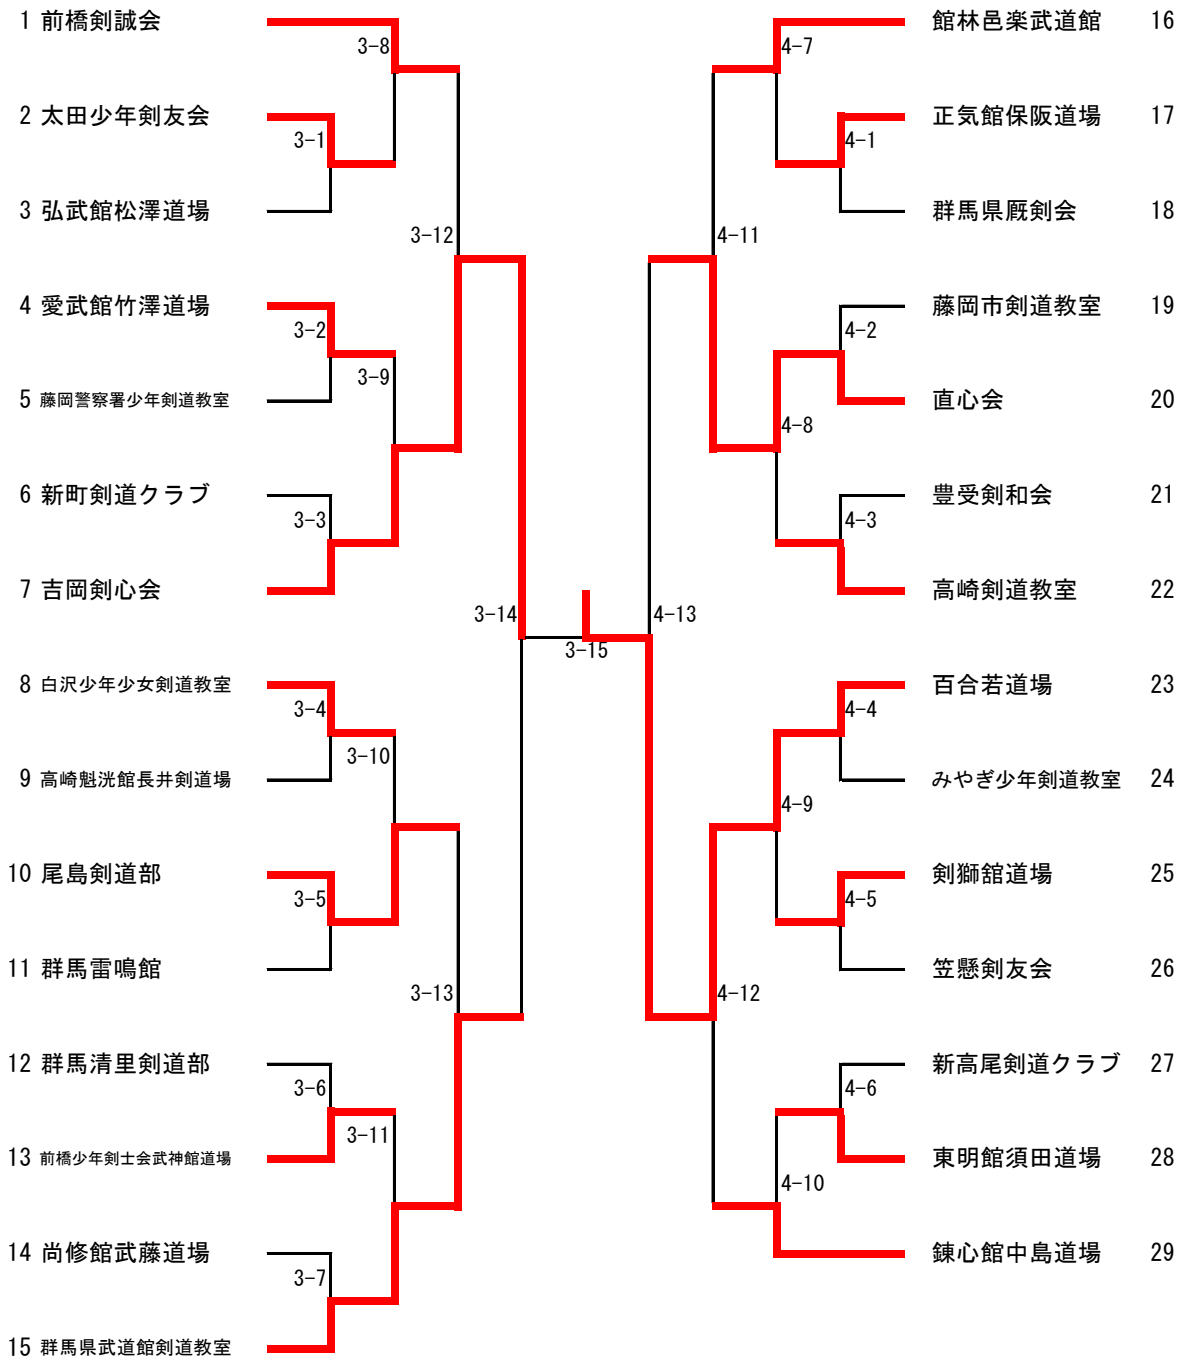 1 前橋剣誠会
3-8
2 太田少年剣友会
3-1
3 弘武館松澤道場
3-12
4 愛武館竹澤道場
3-2
3-9
5 藤岡警察署少年剣道教室
6 新町剣道クラブ
3-3
7 吉岡剣心会
3-14
8 白沢少年少女剣道教室
3-4
3-10
9 高崎魁洸館長井剣道場
10 尾島剣道部
3-5
11 群馬雷鳴館
3-13
12 群馬清里剣道部
3-6
3-11
13 前橋少年剣士会武神館道場
14 尚修館武藤道場
3-7
15 群馬県武道館剣道教室
3-15
館林邑楽武道館 16
4-7
正気館保阪道場 17
4-1
群馬県厩剣会 18
4-11
藤岡市剣道教室 19
4-2
直心会 20
4-8
豊受剣和会 21
4-3
高崎剣道教室 22
4-13
百合若道場 23
4-4
みやぎ少年剣道教室 24
4-9
剣獅舘道場 25
4-5
笠懸剣友会 26
4-12
新高尾剣道クラブ 27
4-6
東明館須田道場 28
4-10
錬心館中島道場 29